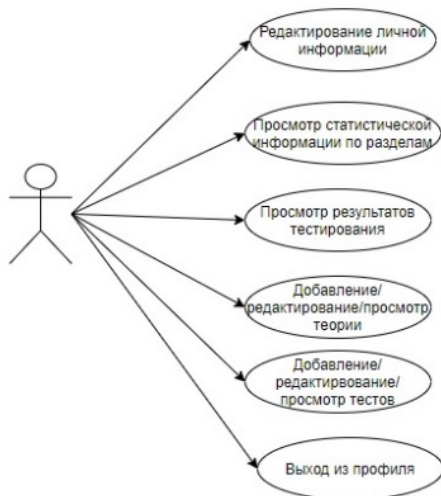 Редактирование личной
информации
Просмотр статистической
информации по разделам
Просмотр результатов
тестирования
Добавление/
редактирование/просмотр
теории
Добавление/
редактирвование/
просмотр тестов
Выход из профиля